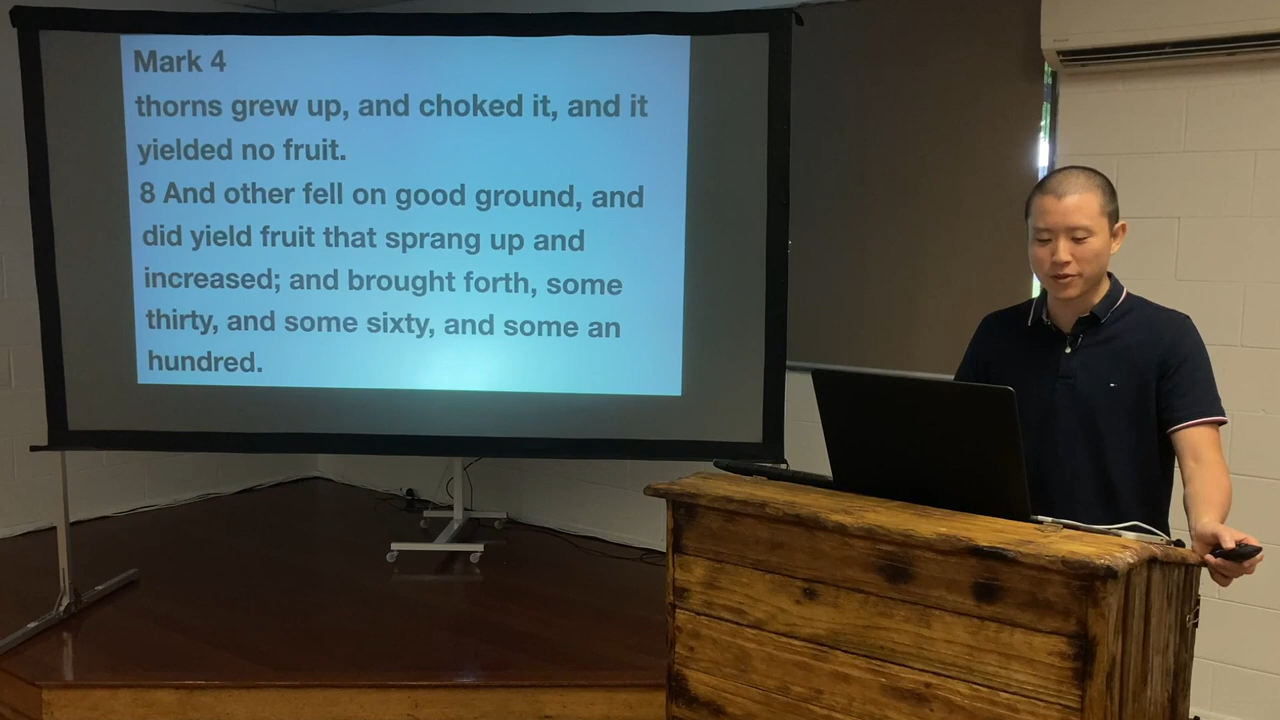 Mark 4
thorns grew up, and choked it, and it
yielded no fruit.
8 And other fell on good ground, and
did yield fruit that sprang up and
increased; and brought forth, some
thirty, and some sixty, and some an
hundred.